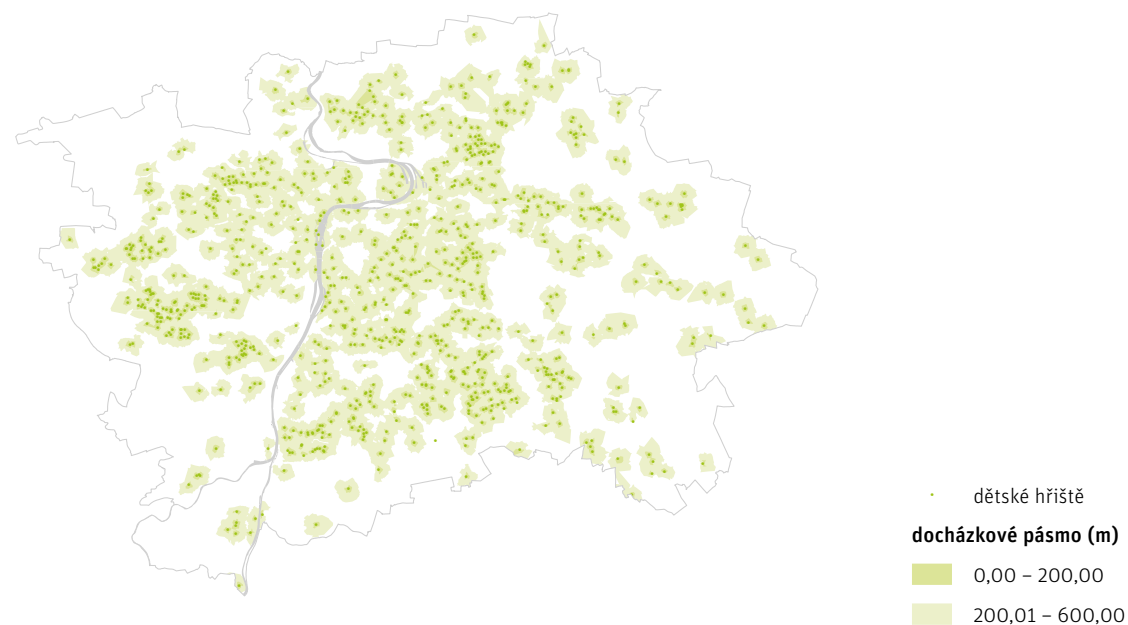 dětské hřiště
docházkové pásmo (m)
0,00 – 200,00
200,01 – 600,00